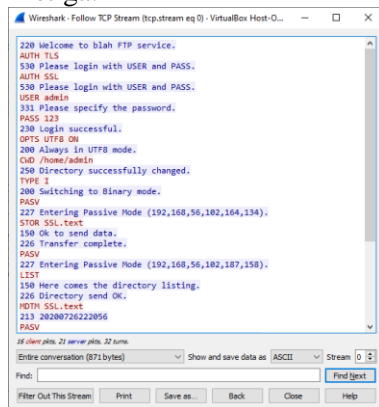 Wireshark - Follow TCP Stream (tcp.stream eq 0) - VirtualBox Host-O...
220 Welcome to blah FTP service.
AUTH TLS
530 Please login with USER and PASS.
AUTH SSL
530 Please login with USER and PASS.
USER admin
331 Please specify the password.
PASS 123
230 Login successful.
OPTS UTF8 ON
200 Always in UTF8 mode.
CWD /home/admin
250 Directory successfully changed.
TYPE I
200 Switching to Binary mode.
PASV
227 Entering Passive Mode (192,168,56,102,164,134).
STOR SSL.text
150 Ok to send data.
226 Transfer complete.
PASV
227 Entering Passive Mode (192,168,56,102,187,158).
LIST
150 Here comes the directory listing.
226 Directory send OK.
MDTM SSL.text
213 20200726222056
PASV
16 client pkts, 21 server pkts, 32 turns.
Entire conversation (871 bytes) Show and save data as ASCII Stream 0
Find: Find Next
Filter Out This Stream Print Save as... Back Close Help